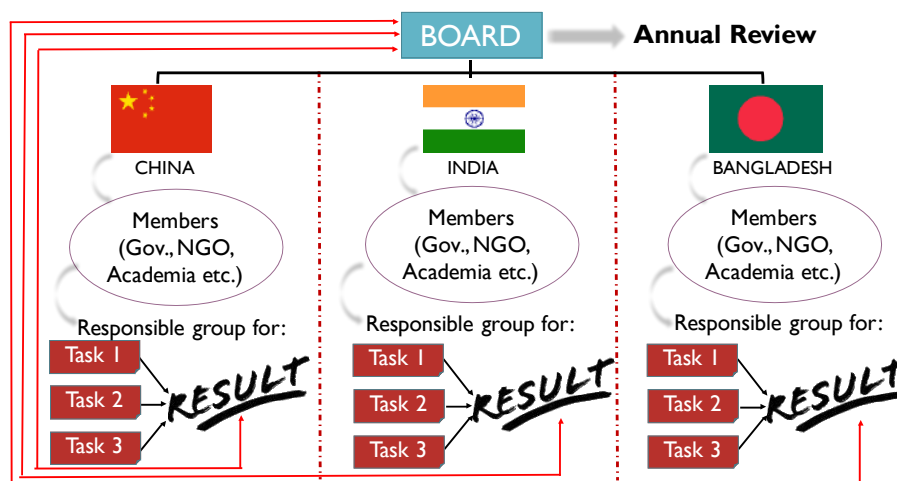 BOARD
Annual Review
CHINA
INDIA
BANGLADESH
Members
(Gov., NGO,
Academia etc.)
Members
(Gov., NGO,
Academia etc.)
Members
(Gov., NGO,
Academia etc.)
Responsible group for:
Responsible group for:
Responsible group for:
Task 1
Task 2
Task 3
RESULT
Task 1
Task 2
Task 3
RESULT
Task 1
Task 2
Task 3
RESULT